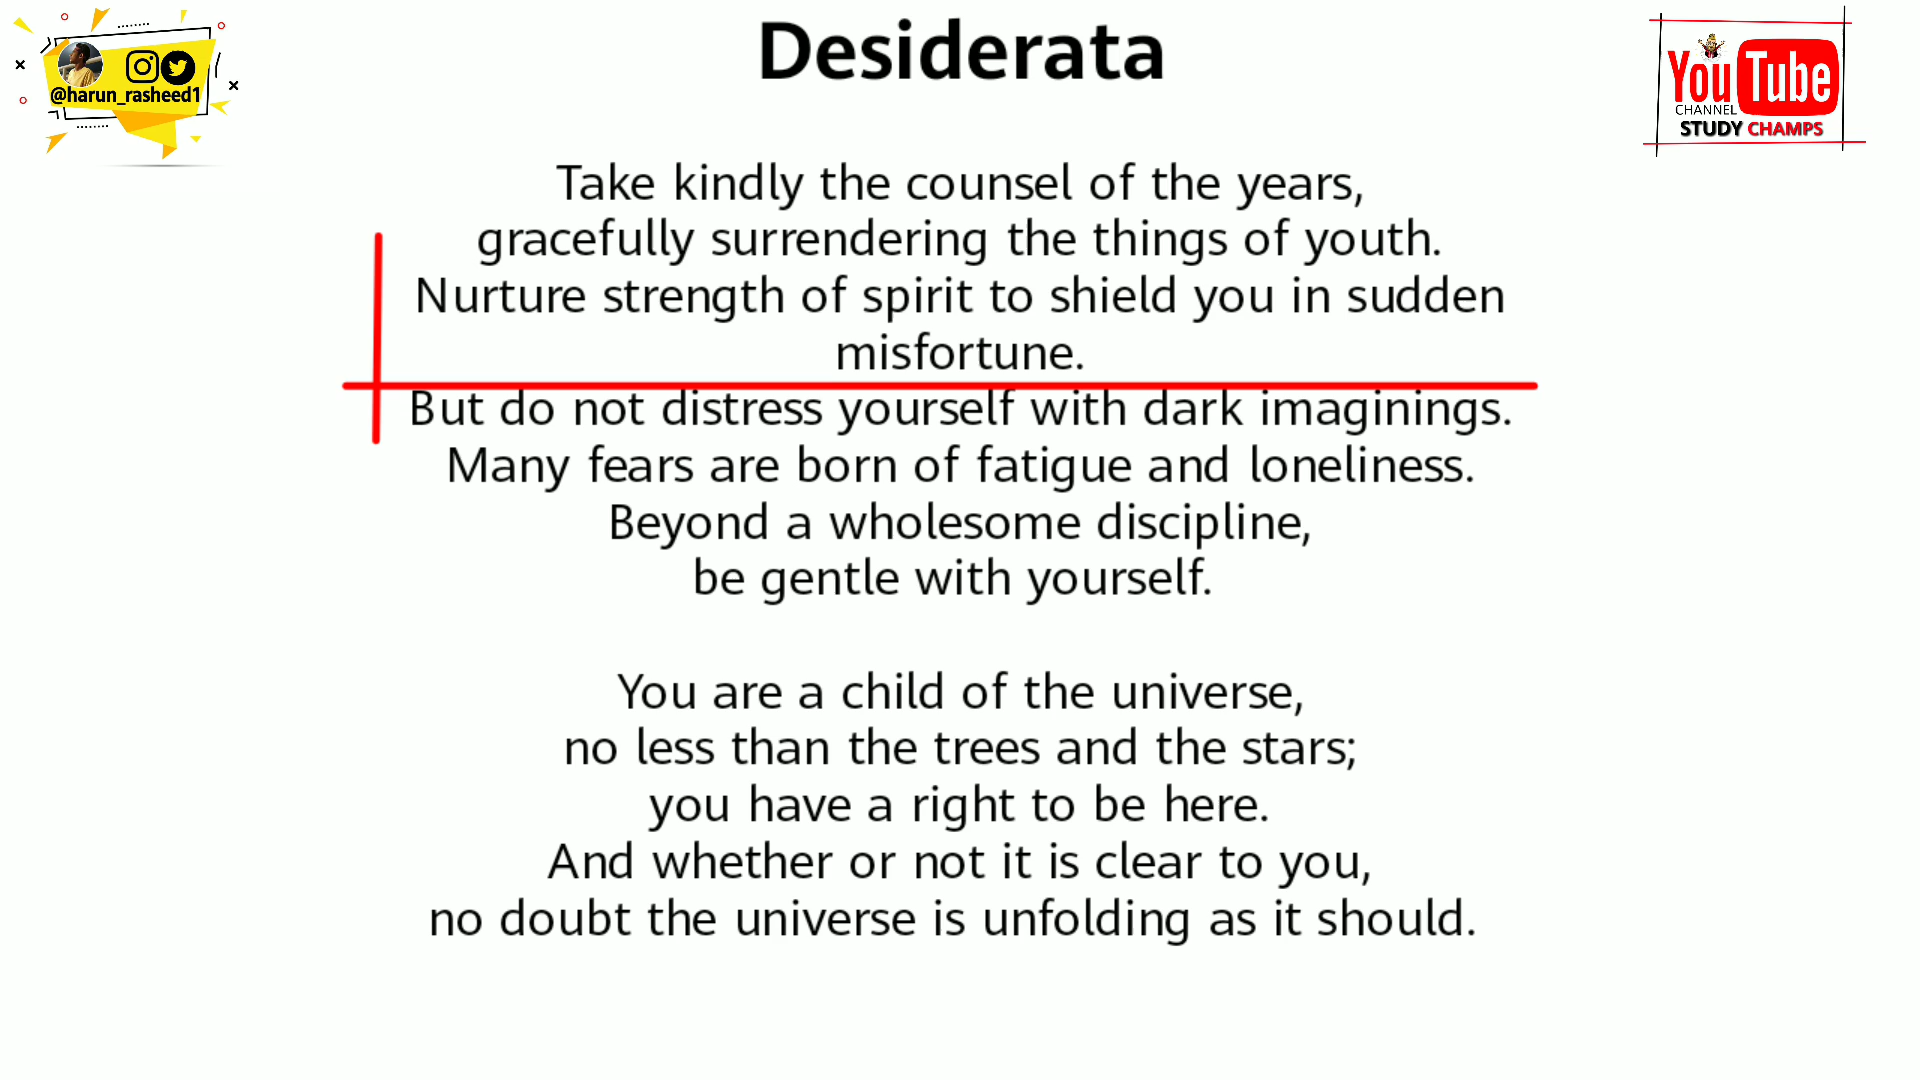 Desiderata
@harun_rasheed1
You Tube
CHANNEL
STUDY CHAMPS
Take kindly the counsel of the years,
gracefully surrendering the things of youth.
Nurture strength of spirit to shield you in sudden
misfortune.
But do not distress yourself with dark imaginings.
Many fears are born of fatigue and loneliness.
Beyond a wholesome discipline,
be gentle with yourself.
You are a child of the universe,
no less than the trees and the stars;
you have a right to be here.
And whether or not it is clear to you,
no doubt the universe is unfolding as it should.